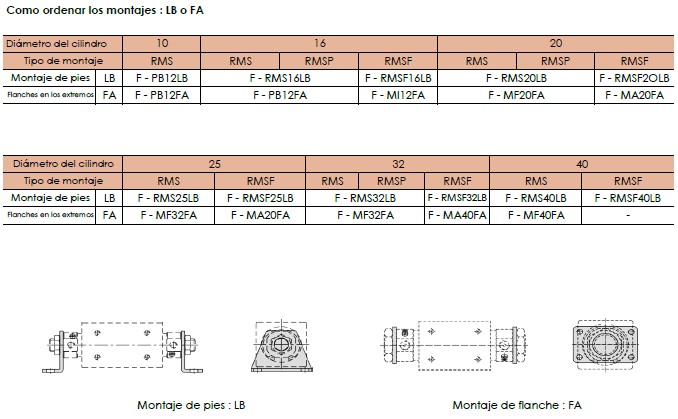 Como ordenar los montajes : LB o FA
Diámetro del cilindro 10 16 20
Tipo de montaje RMS RMS RMSP RMSF RMS RMSP RMSF
Montaje de pies LB F - PB12LB F - RMS16LB F - RMSF16LB F - RMS20LB F - RMSF2OLB
Flanches en los extremos FA F - PB12FA F - PB12FA F - MI12FA F - MF20FA F - MA20FA
Diámetro del cilindro 25 32 40
Tipo de montaje RMS RMSF RMS RMSP RMSF RMS RMSF
Montaje de pies LB F - RMS25LB F - RMSF25LB F - RMS32LB F - RMSF32LB F - RMS40LB F - RMSF40LB
Flanches en los extremos FA F - MF32FA F - MA20FA F - MF32FA F - MA40FA F - MF40FA -
Montaje de pies : LB Montaje de flanche : FA